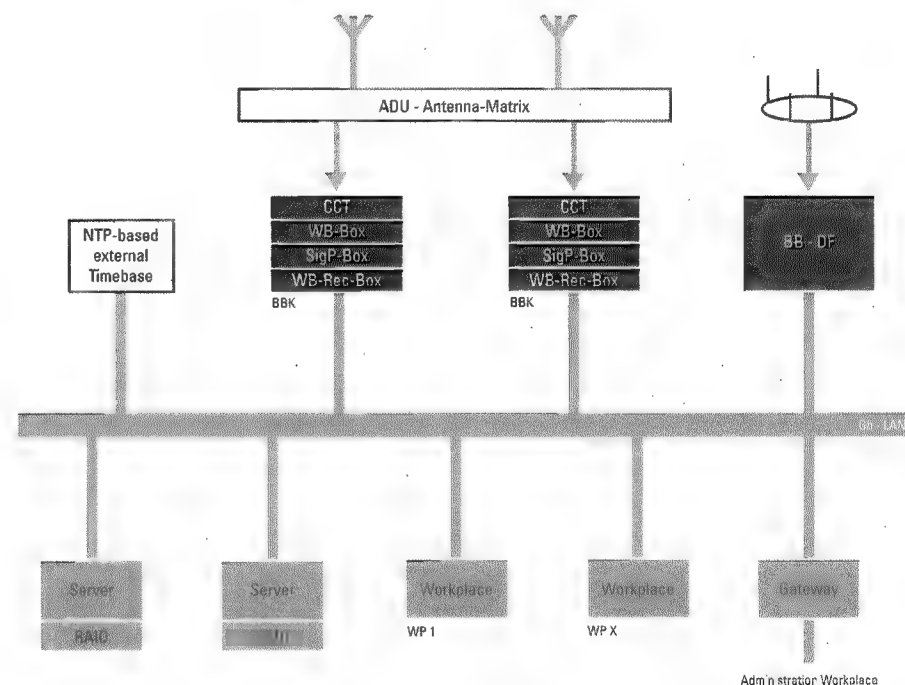 ADU - Antenna-Matrix
CCT
WB-Box
SigP-Box
WB-Rec-Box
BBK
CCT
WB-Box
SigP-Box
WB-Rec-Box
BBK
BB - DF
NTP-based
external
Timebase
Gb - LAN
Server
RAID
Server
Workplace
WP 1
Workplace
WP X
Gateway
Adm n stration Workplace